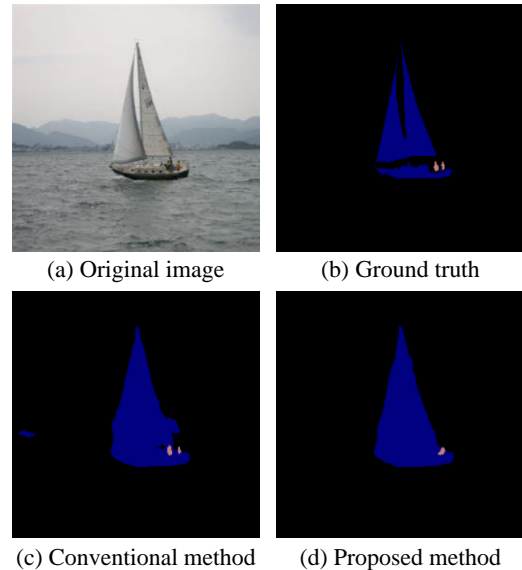 (a) Original image
(b) Ground truth
(c) Conventional method
(d) Proposed method